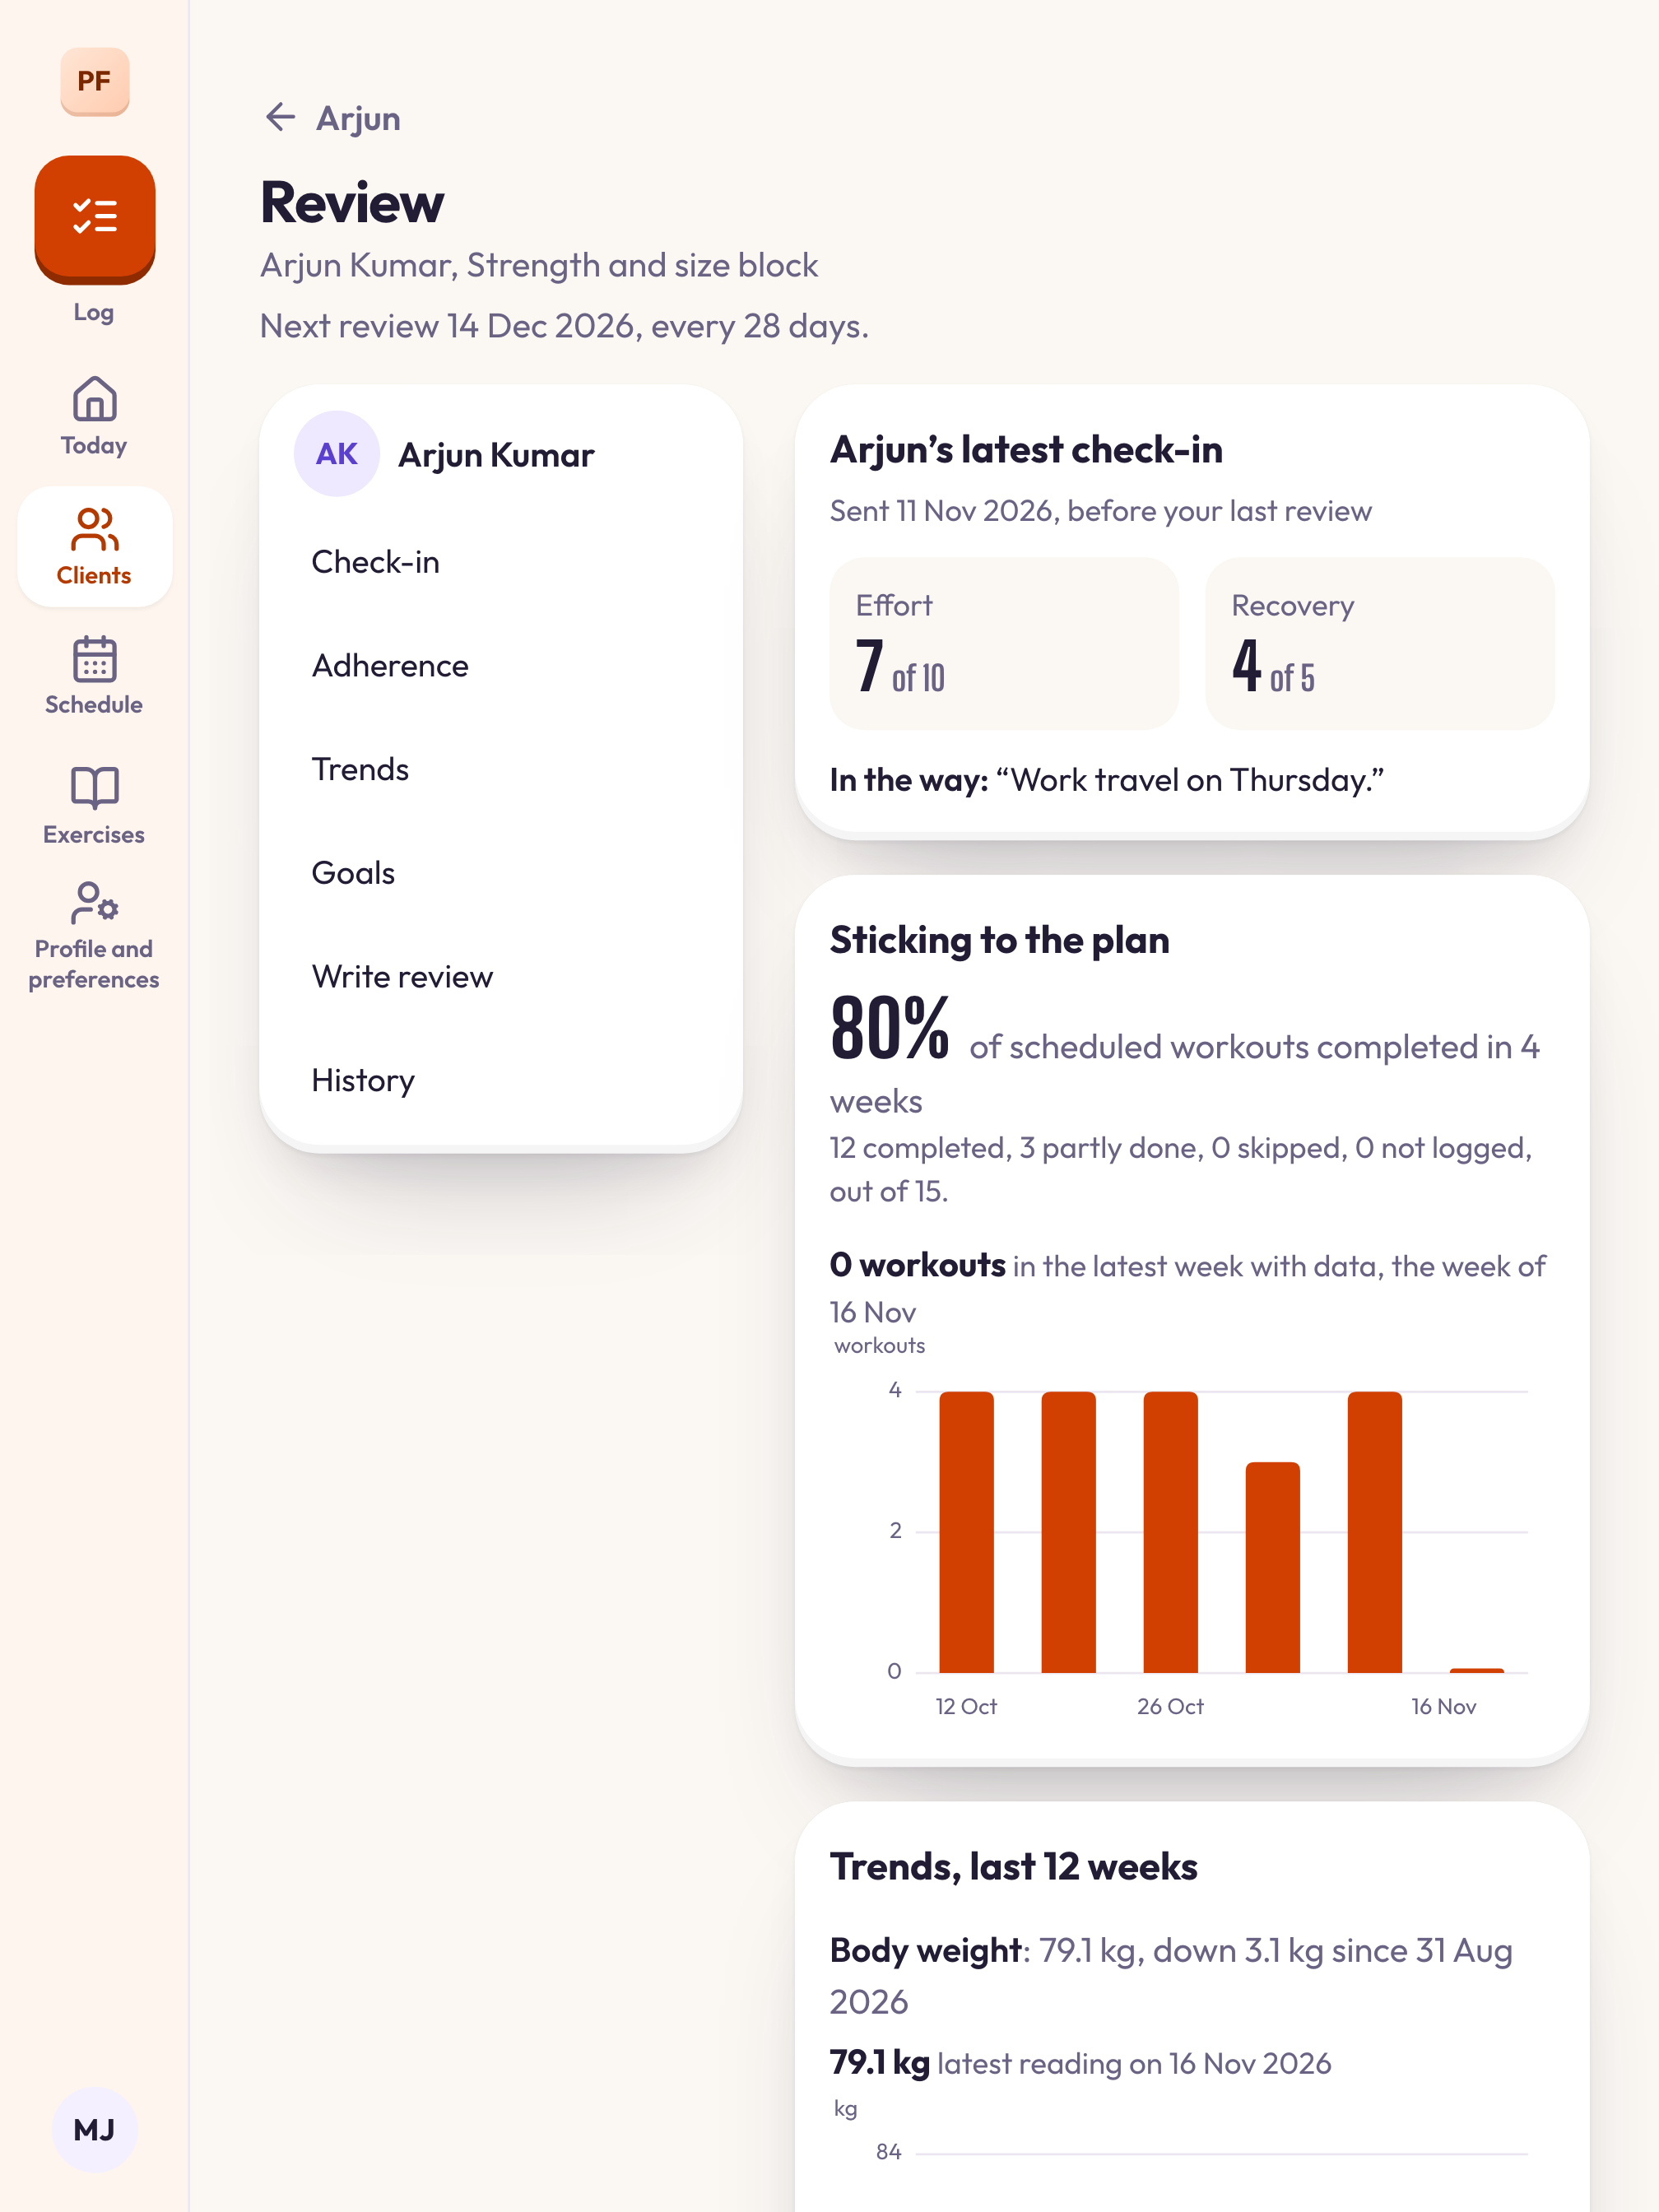 PF
Log
Today
Clients
Schedule
Exercises
Profile and
preferences
MJ
Arjun
Review
Arjun Kumar, Strength and size block
Next review 14 Dec 2026, every 28 days.
AK
Arjun Kumar
Check-in
Adherence
Trends
Goals
Write review
History
Arjun’s latest check-in
Sent 11 Nov 2026, before your last review
Effort
7 of 10
Recovery
4 of 5
In the way: “Work travel on Thursday.”
Sticking to the plan
80% of scheduled workouts completed in 4
weeks
12 completed, 3 partly done, 0 skipped, 0 not logged,
out of 15.
0 workouts in the latest week with data, the week of
16 Nov
workouts
4
2
0
12 Oct
26 Oct
16 Nov
Trends, last 12 weeks
Body weight: 79.1 kg, down 3.1 kg since 31 Aug
2026
79.1 kg latest reading on 16 Nov 2026
kg
84